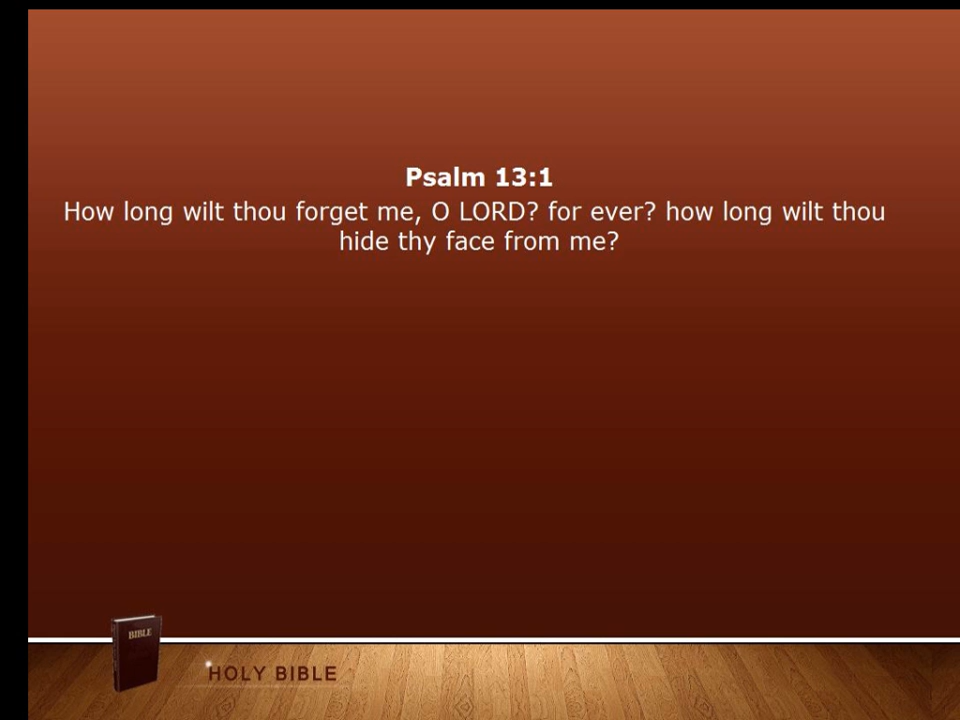 Psalm 13:1
How long wilt thou forget me, O LORD? for ever? how long wilt thou
hide thy face from me?
BIBLE
HOLY BIBLE